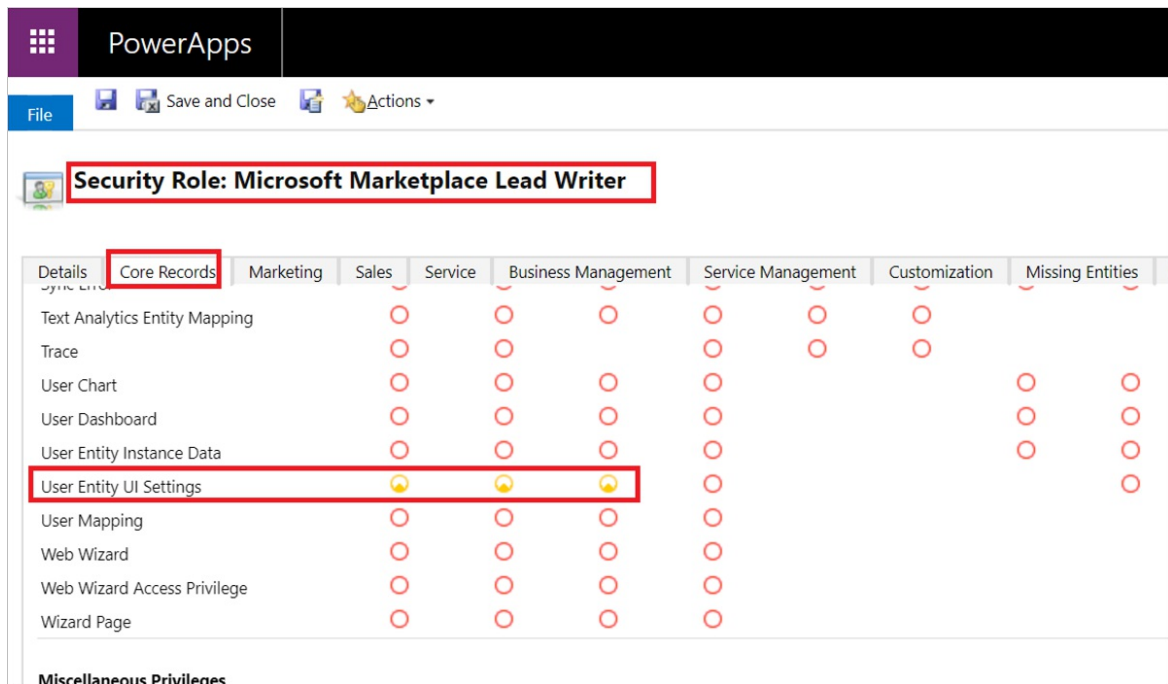 PowerApps
File
Save and Close
Actions
Security Role: Microsoft Marketplace Lead Writer
Details Core Records Marketing Sales Service Business Management Service Management Customization Missing Entities
Sync Error
Text Analytics Entity Mapping
Trace
User Chart
User Dashboard
User Entity Instance Data
User Entity UI Settings
User Mapping
Web Wizard
Web Wizard Access Privilege
Wizard Page
Miscellaneous Privileges